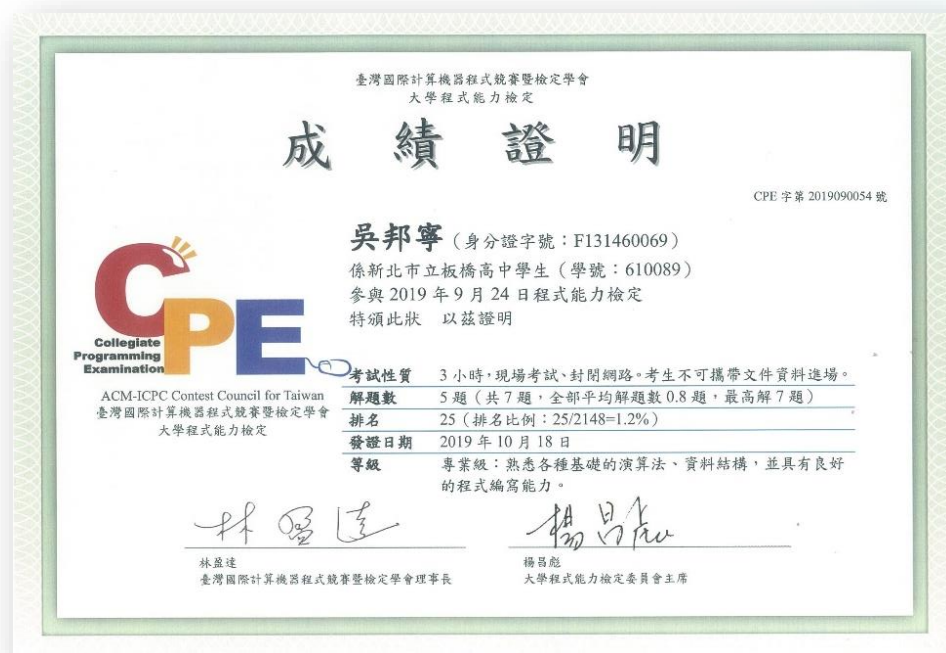 臺灣國際計算機器程式競賽暨檢定學會
大學程式能力檢定
成績證明
CPE 字第 2019090054 號
吳邦寧（身分證字號：F131460069）
係新北市立板橋高中學生（學號：610089）
參與 2019 年 9 月 24 日程式能力檢定
特頒此狀 以茲證明
CPE
Collegiate
Programming
Examination
ACM-ICPC Contest Council for Taiwan
臺灣國際計算機器程式競賽暨檢定學會
大學程式能力檢定
考試性質 3 小時，現場考試、封閉網路。考生不可攜帶文件資料進場。
解題數 5 題（共 7 題，全部平均解題數 0.8 題，最高解 7 題）
排名 25（排名比例：25/2148=1.2%）
發證日期 2019 年 10 月 18 日
等級 專業級：熟悉各種基礎的演算法、資料結構，並具有良好
的程式編寫能力。
林盈達
楊昌彪
林盈達
臺灣國際計算機器程式競賽暨檢定學會理事長
楊昌彪
大學程式能力檢定委員會主席